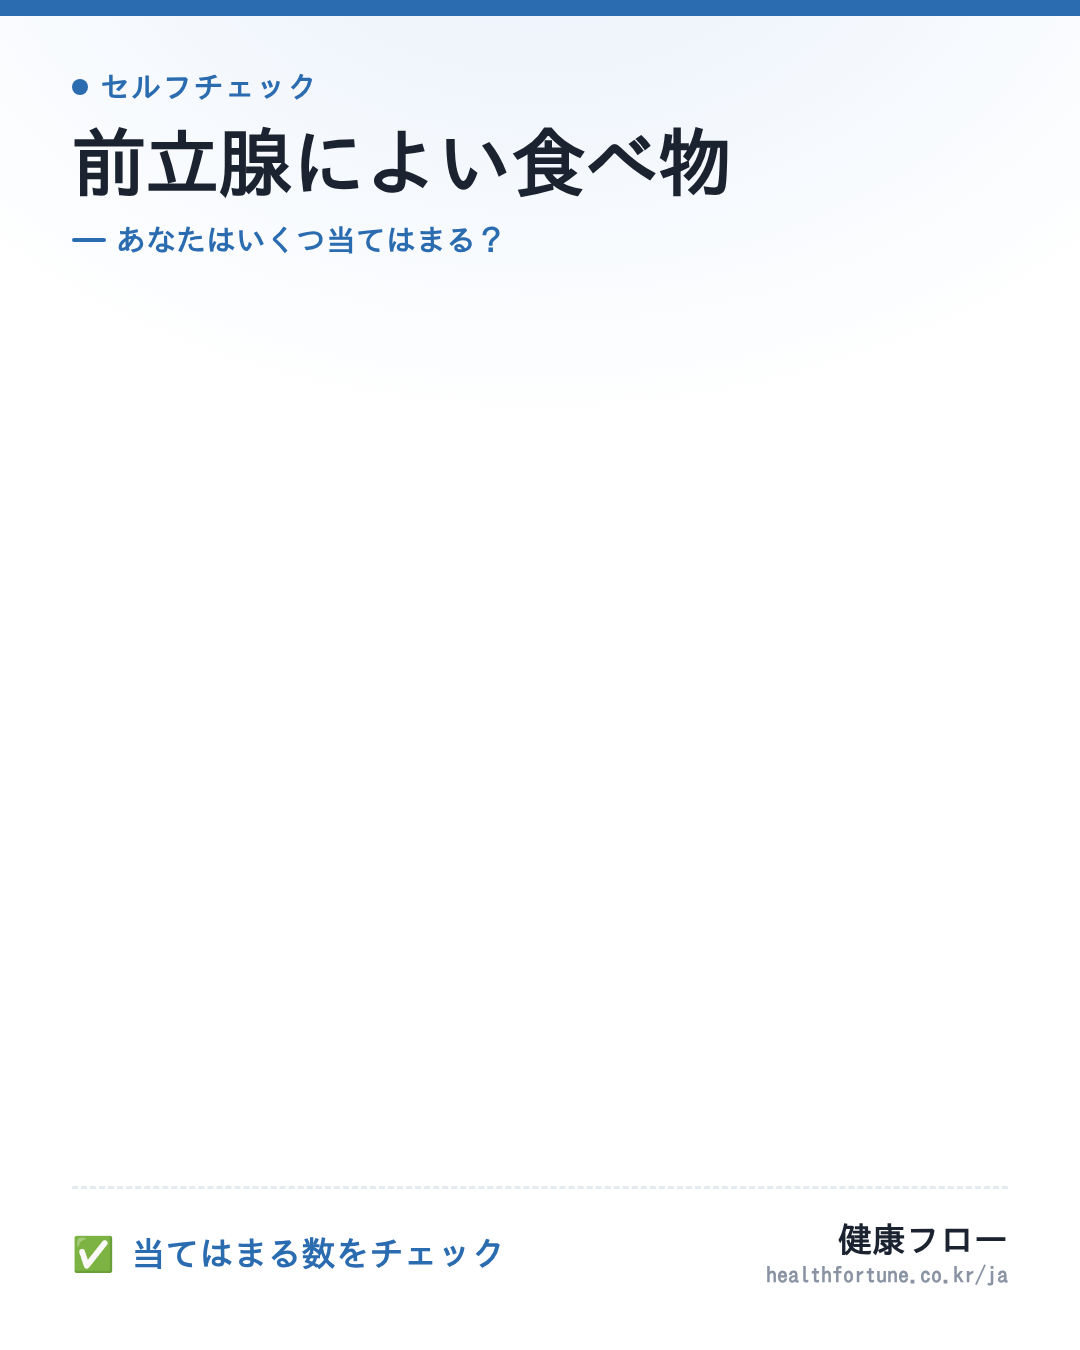 セルフチェック
前立腺によい食べ物
— あなたはいくつ当てはまる？
✅ 当てはまる数をチェック
健康フロー
healthfortune.co.kr/ja